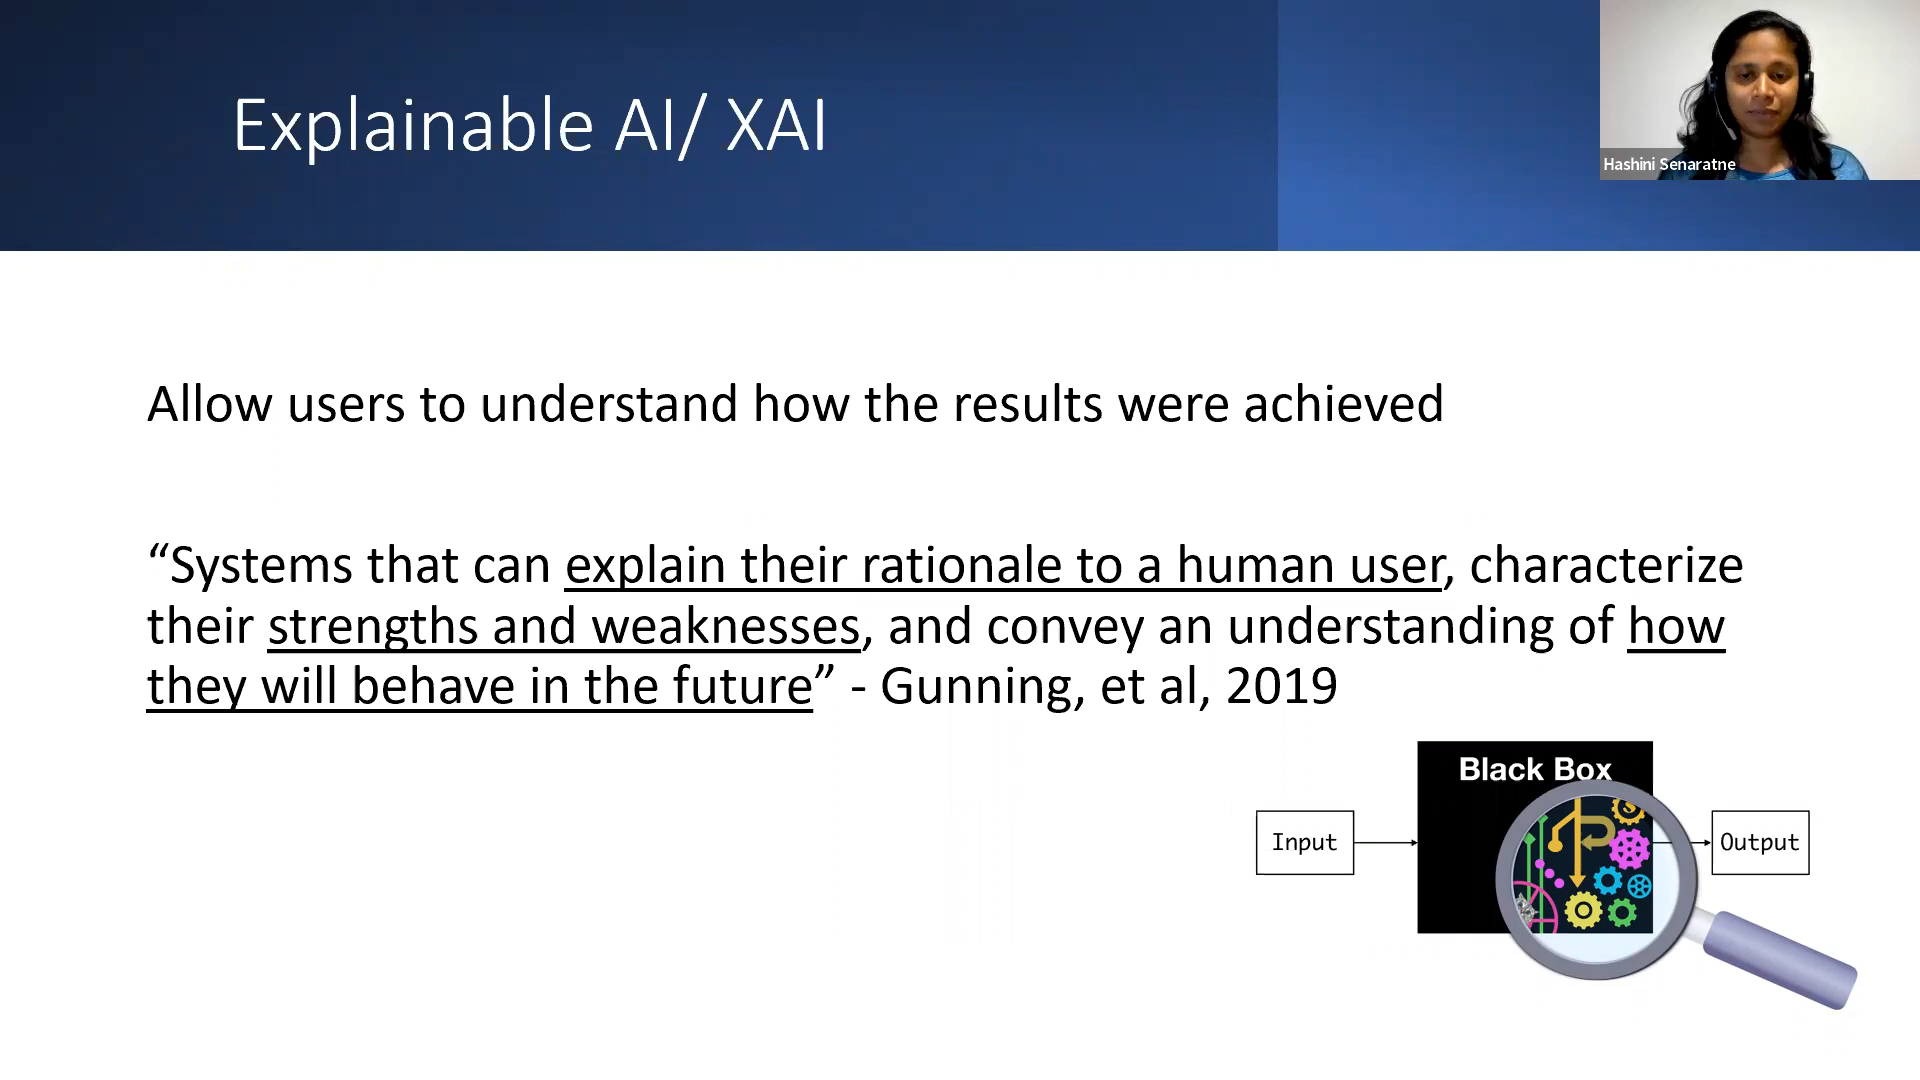 Explainable AI/ XAI
Hashini Senaratne
Allow users to understand how the results were achieved
“Systems that can explain their rationale to a human user, characterize
their strengths and weaknesses, and convey an understanding of how
they will behave in the future” - Gunning, et al, 2019
Black Box
Input
Output